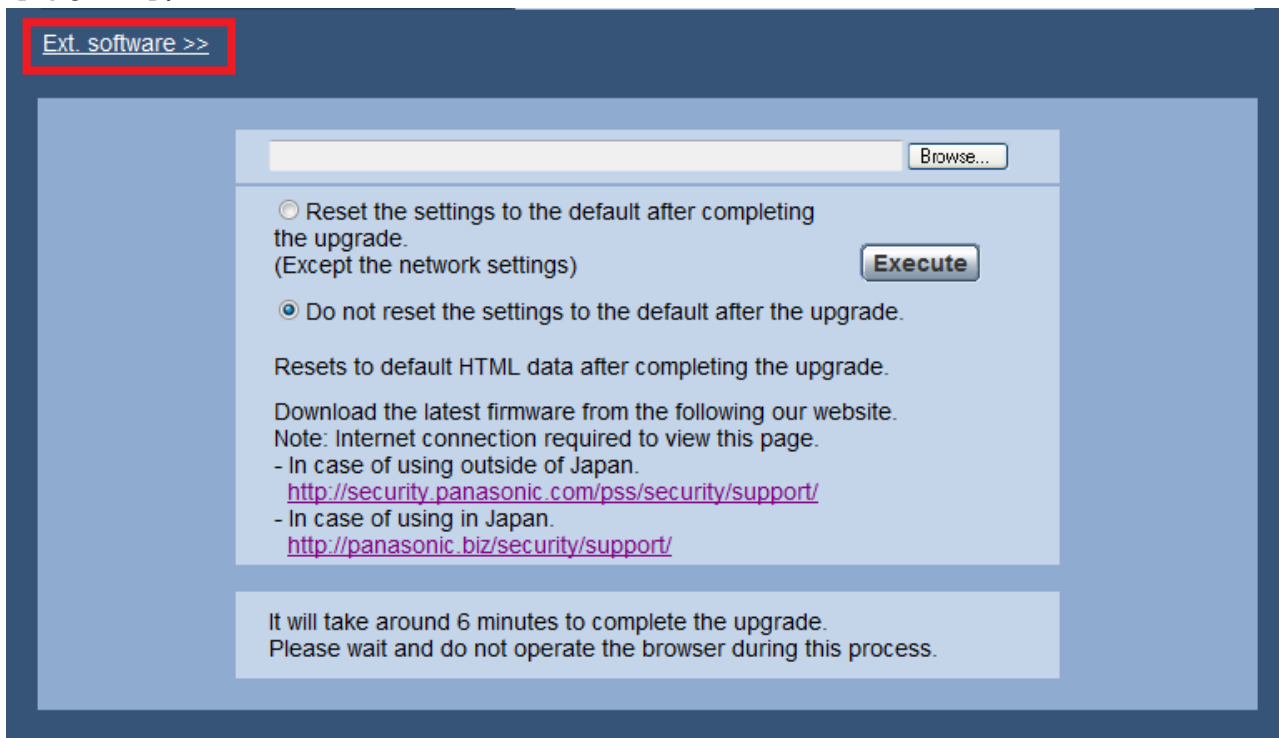 Ext. software >>
Browse...
Reset the settings to the default after completing
the upgrade.
(Except the network settings)
Execute
Do not reset the settings to the default after the upgrade.
Resets to default HTML data after completing the upgrade.
Download the latest firmware from the following our website.
Note: Internet connection required to view this page.
- In case of using outside of Japan.
http://security.panasonic.com/pss/security/support/
- In case of using in Japan.
http://panasonic.biz/security/support/
It will take around 6 minutes to complete the upgrade.
Please wait and do not operate the browser during this process.